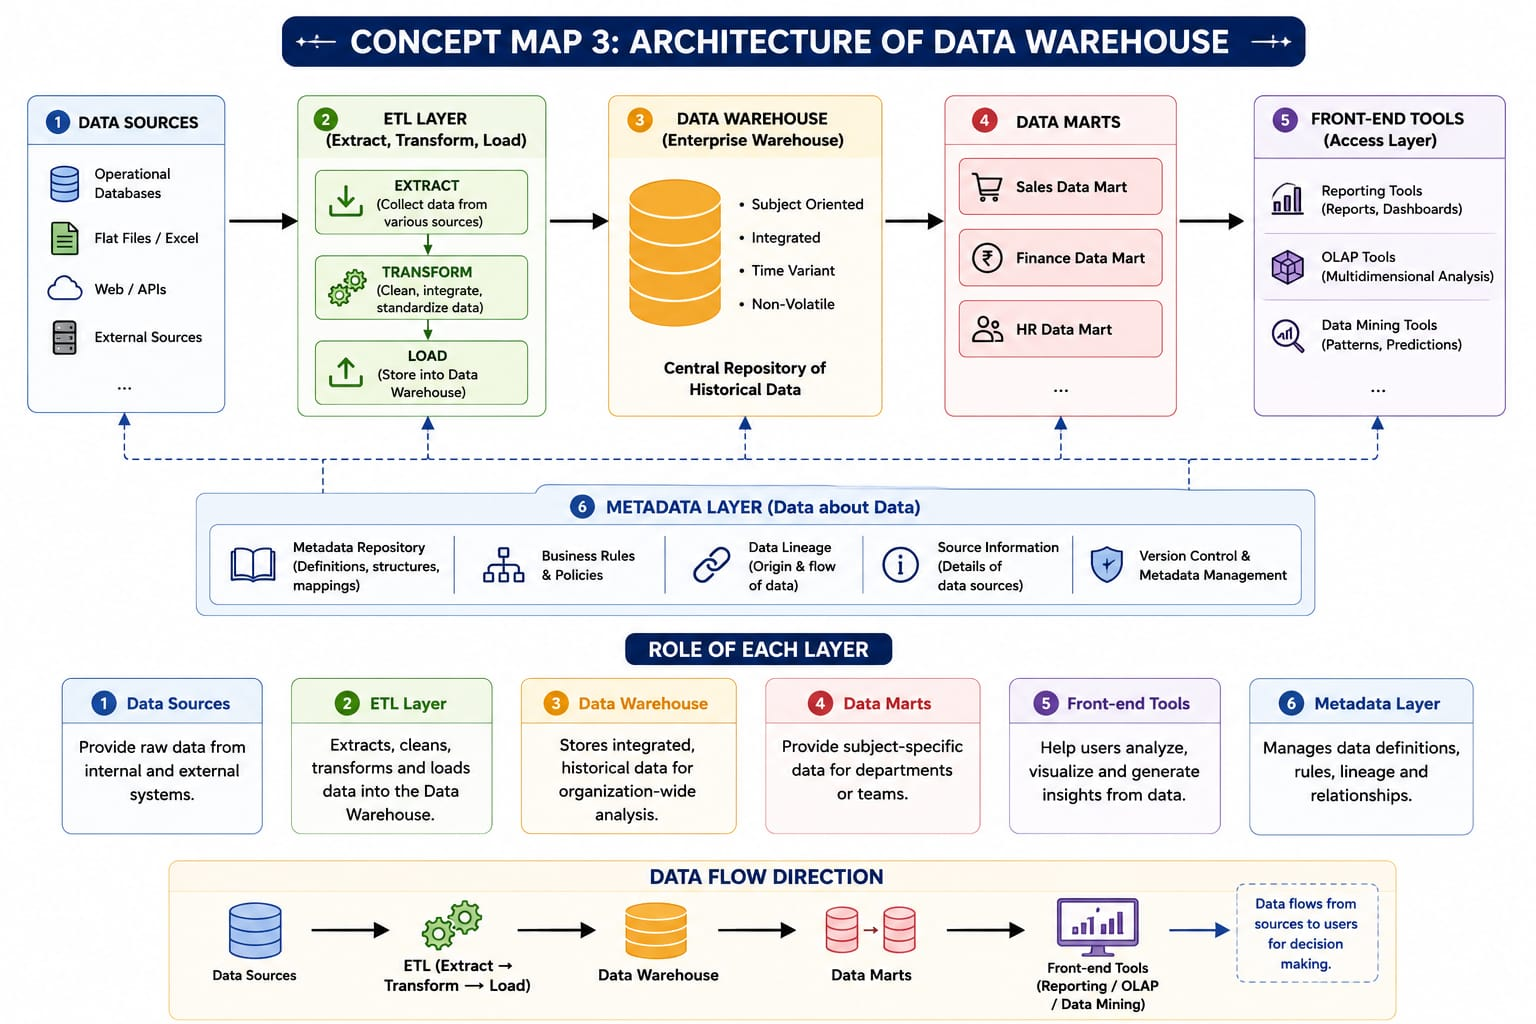 CONCEPT MAP 3: ARCHITECTURE OF DATA WAREHOUSE
1 DATA SOURCES
Operational
Databases
Flat Files / Excel
Web / APIs
External Sources
...
2 ETL LAYER
(Extract, Transform, Load)
EXTRACT
(Collect data from
various sources)
TRANSFORM
(Clean, integrate,
standardize data)
LOAD
(Store into Data
Warehouse)
3 DATA WAREHOUSE
(Enterprise Warehouse)
• Subject Oriented
• Integrated
• Time Variant
• Non-Volatile
Central Repository of
Historical Data
4 DATA MARTS
Sales Data Mart
₹ Finance Data Mart
HR Data Mart
...
5 FRONT-END TOOLS
(Access Layer)
Reporting Tools
(Reports, Dashboards)
OLAP Tools
(Multidimensional Analysis)
Data Mining Tools
(Patterns, Predictions)
...
6 METADATA LAYER (Data about Data)
Metadata Repository
(Definitions, structures,
mappings)
Business Rules
& Policies
Data Lineage
(Origin & flow
of data)
Source Information
(Details of
data sources)
Version Control &
Metadata Management
ROLE OF EACH LAYER
1 Data Sources
Provide raw data from
internal and external
systems.
2 ETL Layer
Extracts, cleans,
transforms and loads
data into the Data
Warehouse.
3 Data Warehouse
Stores integrated,
historical data for
organization-wide
analysis.
4 Data Marts
Provide subject-specific
data for departments
or teams.
5 Front-end Tools
Help users analyze,
visualize and generate
insights from data.
6 Metadata Layer
Manages data definitions,
rules, lineage and
relationships.
DATA FLOW DIRECTION
Data Sources
ETL (Extract →
Transform → Load)
Data Warehouse
Data Marts
Front-end Tools
(Reporting / OLAP
/ Data Mining)
Data flows from
sources to users
for decision
making.